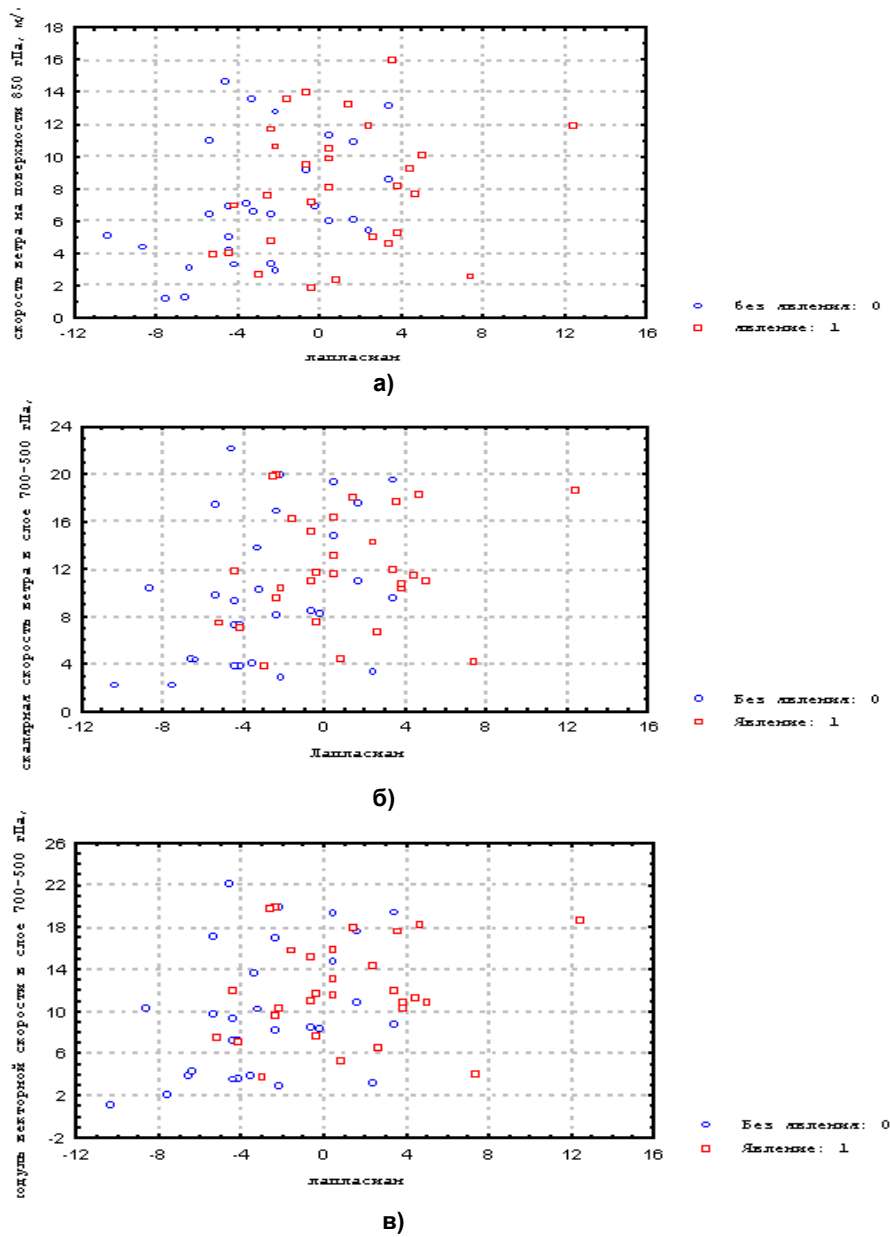 скорость ветра на поверхности 850 гПа, м/
18
16
14
12
10
8
6
4
2
0
-12 -8 -4 0 4 8 12 16
лапласиан
без явления: 0
явление: 1
а)
скалярная скорость ветра в слое 700-500 гПа,
24
20
16
12
8
4
0
-12 -8 -4 0 4 8 12 16
Лапласиан
Без явления: 0
Явление: 1
б)
одуль векторной скорости в слое 700-500 гПа,
26
22
18
14
10
6
2
-2
-12 -8 -4 0 4 8 12 16
лапласиан
Без явления: 0
Явление: 1
в)